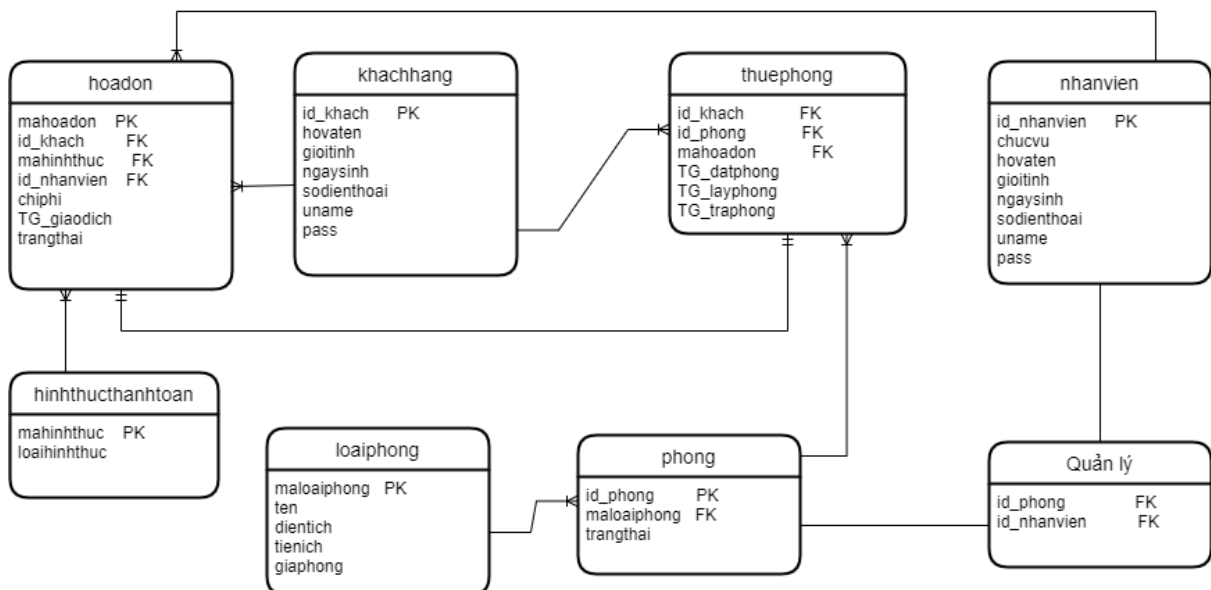 hoadon
mahoadon PK
id_khach FK
mahinhthuc FK
id_nhanvien FK
chiphi
TG_giaodich
trangthai
khachhang
id_khach PK
hovaten
gioitinh
ngaysinh
sodienthoai
uname
pass
thuephong
id_khach FK
id_phong FK
mahoadon FK
TG_datphong
TG_layphong
TG_traphong
nhanvien
id_nhanvien PK
chucvu
hovaten
gioitinh
ngaysinh
sodienthoai
uname
pass
hinhthucthanhtoan
mahinhthuc PK
loaihinhthuc
loaiphong
maloaiphong PK
ten
dientich
tienich
giaphong
phong
id_phong PK
maloaiphong FK
trangthai
Quản lý
id_phong FK
id_nhanvien FK